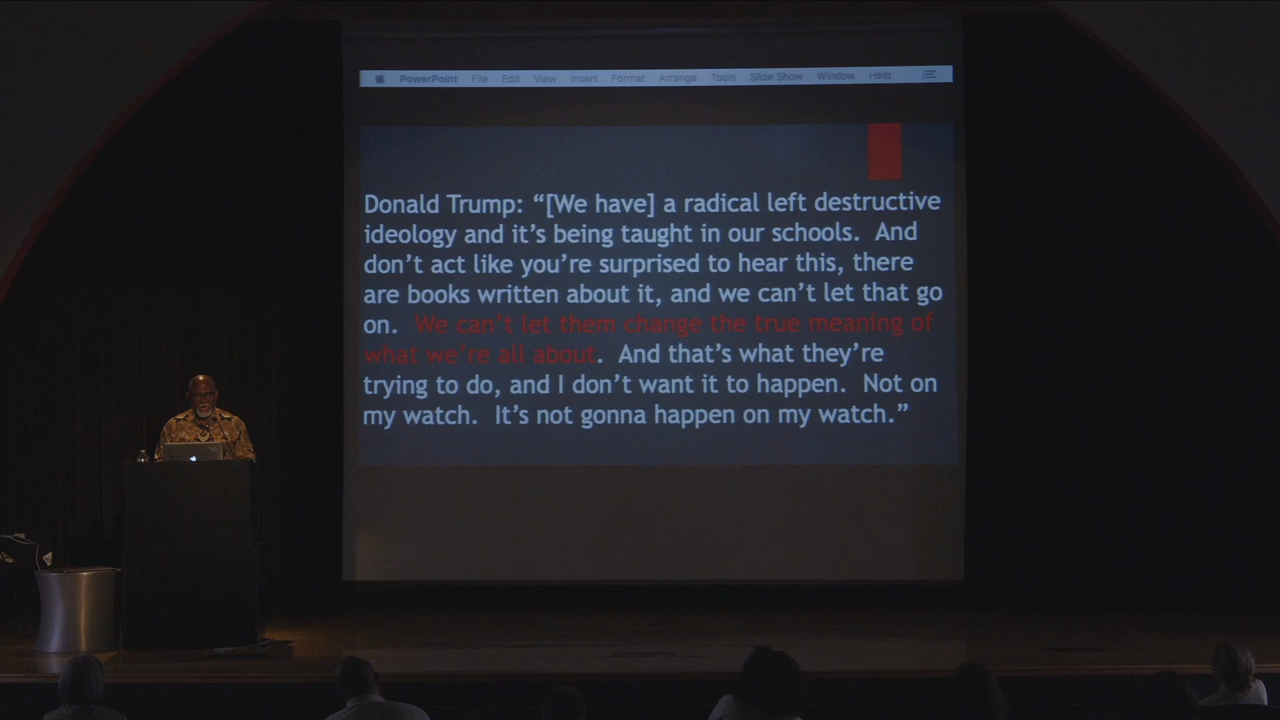 PowerPoint File Edit View Insert Format Arrange Tools Slide Show Window Help
Donald Trump: “[We have] a radical left destructive
ideology and it’s being taught in our schools.  And
don’t act like you’re surprised to hear this, there
are books written about it, and we can’t let that go
on.  We can’t let them change the true meaning of
what we’re all about.  And that’s what they’re
trying to do, and I don’t want it to happen.  Not on
my watch.  It’s not gonna happen on my watch.”